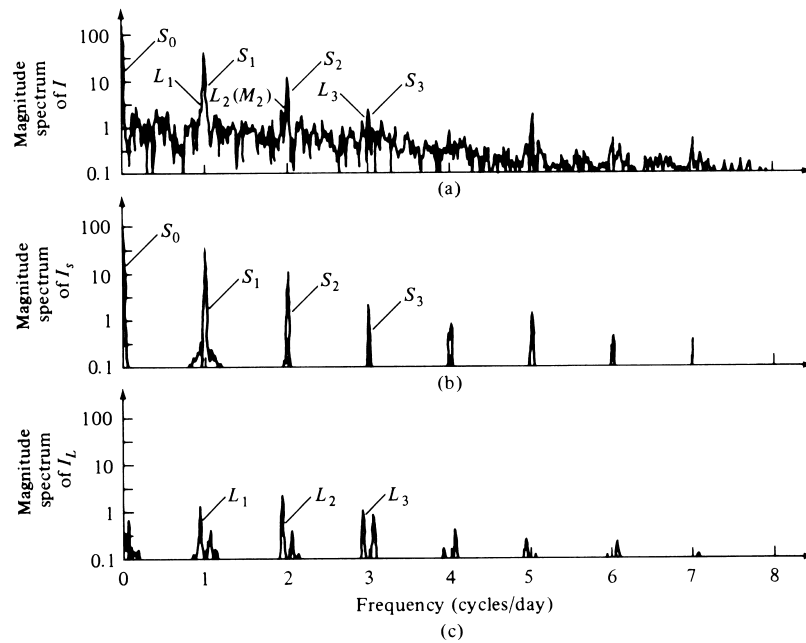 Magnitude
spectrum
of I
100
10
1
0.1
S₀
L₁
S₁
L₂(M₂)
S₂
L₃
S₃
(a)
Magnitude
spectrum
of Iₛ
100
10
1
0.1
S₀
S₁
S₂
S₃
(b)
Magnitude
spectrum
of I_L
100
10
1
0.1
L₁
L₂
L₃
0 1 2 3 4 5 6 7 8
Frequency (cycles/day)
(c)